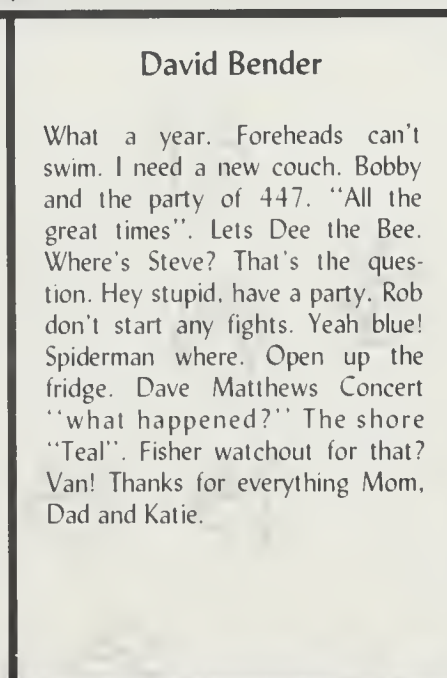 David Bender
What a year. Foreheads can't
swim. I need a new couch. Bobby
and the party of 447. "All the
great times". Lets Dee the Bee.
Where's Steve? That's the ques-
tion. Hey stupid, have a party. Rob
don't start any fights. Yeah blue!
Spiderman where. Open up the
fridge. Dave Matthews Concert
"what happened?" The shore
"Teal". Fisher watchout for that?
Van! Thanks for everything Mom,
Dad and Katie.